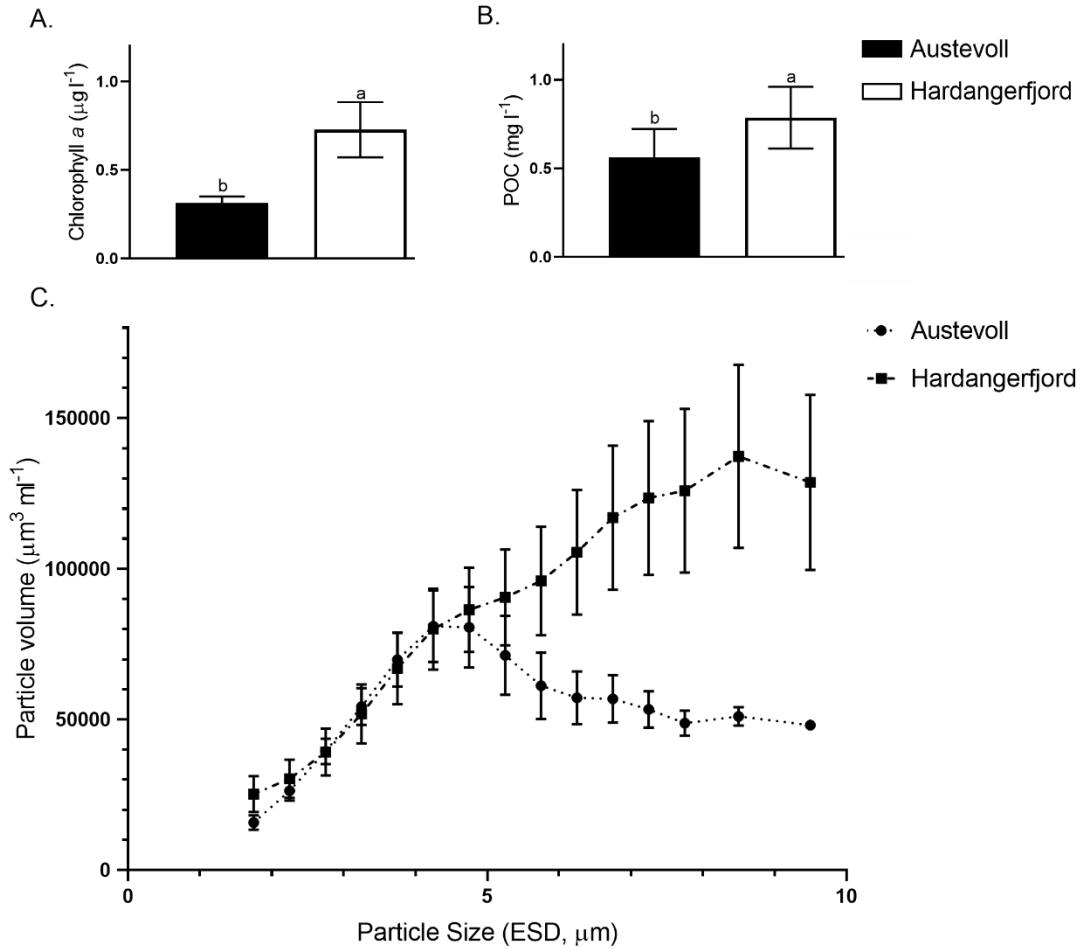 A.
Chlorophyll a (μg l⁻¹)
1.0
0.5
0.0
b
a
B.
POC (mg l⁻¹)
1.0
0.5
0.0
b
a
Austevoll
Hardangerfjord
C.
Austevoll
Hardangerfjord
Particle volume (μm³ ml⁻¹)
150000
100000
50000
0
0
5
10
Particle Size (ESD, μm)